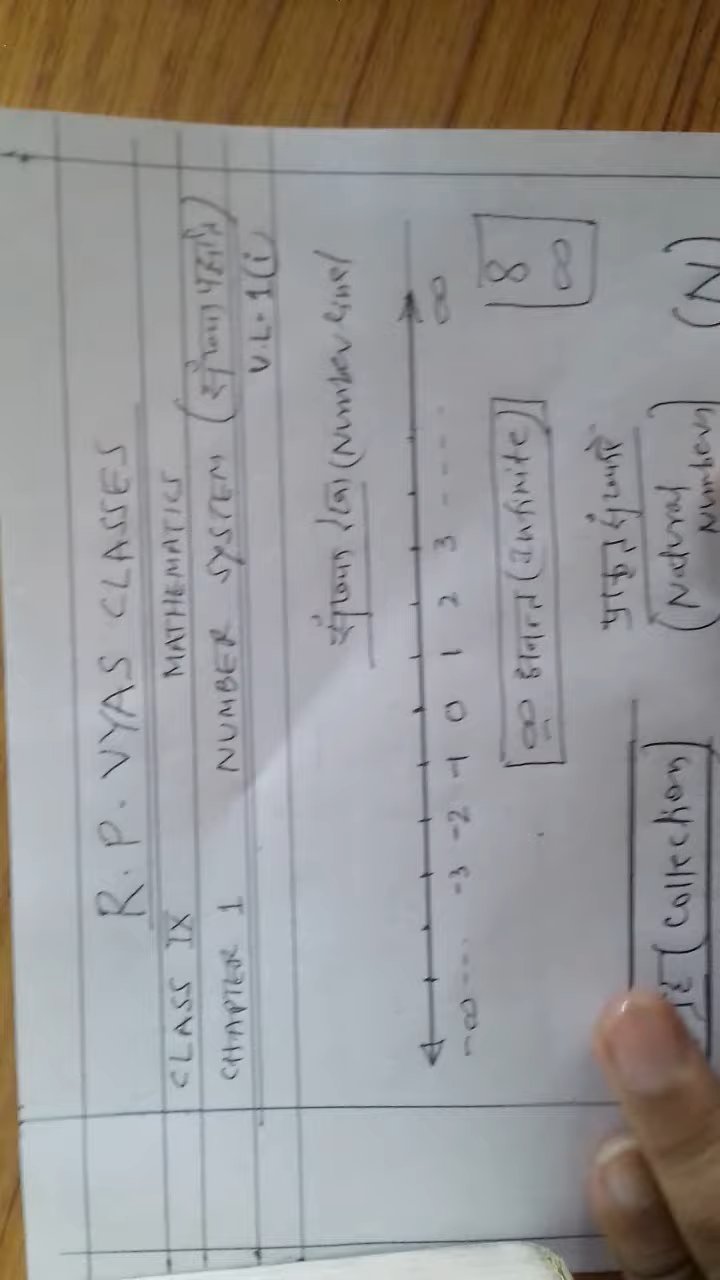 R. P. VYAS CLASSES
CLASS IX MATHEMATICS
CHAPTER 1 NUMBER SYSTEM (संख्या पद्धति)
V.L. 1(i)
संख्या रेखा (Number line)
-∞ --- -3 -2 -1 0 1 2 3 ---- ∞
∞ अनन्त (Infinite) 8 ∞
प्राकृत संख्याएँ
(Collection) (Natural Numbers) (N)